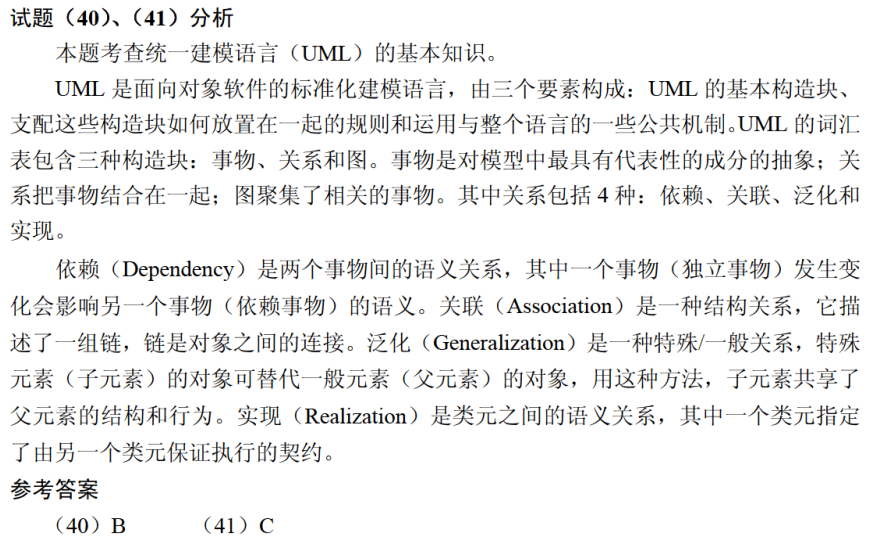 试题（40）、（41）分析
本题考查统一建模语言（UML）的基本知识。
UML 是面向对象软件的标准化建模语言，由三个要素构成：UML 的基本构造块、
支配这些构造块如何放置在一起的规则和运用与整个语言的一些公共机制。UML 的词汇
表包含三种构造块：事物、关系和图。事物是对模型中最具有代表性的成分的抽象；关
系把事物结合在一起；图聚集了相关的事物。其中关系包括 4 种：依赖、关联、泛化和
实现。
依赖（Dependency）是两个事物间的语义关系，其中一个事物（独立事物）发生变
化会影响另一个事物（依赖事物）的语义。关联（Association）是一种结构关系，它描
述了一组链，链是对象之间的连接。泛化（Generalization）是一种特殊/一般关系，特殊
元素（子元素）的对象可替代一般元素（父元素）的对象，用这种方法，子元素共享了
父元素的结构和行为。实现（Realization）是类元之间的语义关系，其中一个类元指定
了由另一个类元保证执行的契约。
参考答案
（40）B （41）C